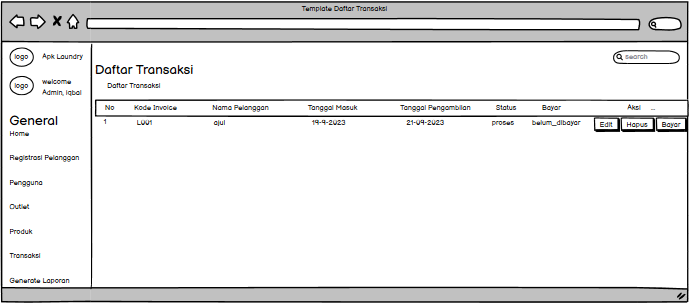 Template Daftar Transaksi
logo Apk Laundry
Search
logo welcome
Admin, iqbal
Daftar Transaksi
Daftar Transaksi
No Kode Invoice Nama Pelanggan Tanggal Masuk Tanggal Pengambilan Status Bayar Aksi ...
1 L001 ajul 19-9-2023 21-09-2023 proses belum_dibayar Edit Hapus Bayar
General
Home
Registrasi Pelanggan
Pengguna
Outlet
Produk
Transaksi
Generate Laporan